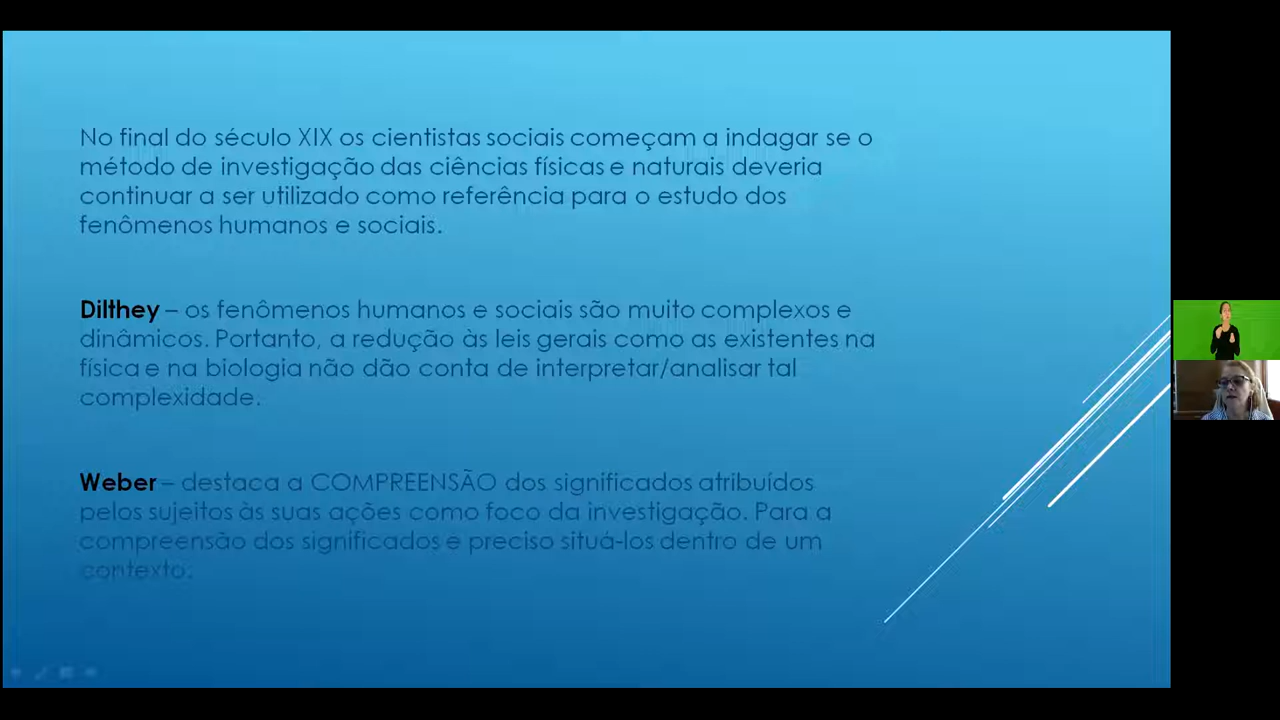 No final do século XIX os cientistas sociais começam a indagar se o
método de investigação das ciências físicas e naturais deveria
continuar a ser utilizado como referência para o estudo dos
fenômenos humanos e sociais.
Dilthey – os fenômenos humanos e sociais são muito complexos e
dinâmicos. Portanto, a redução às leis gerais como as existentes na
física e na biologia não dão conta de interpretar/analisar tal
complexidade.
Weber – destaca a COMPREENSÃO dos significados atribuídos
pelos sujeitos às suas ações como foco da investigação. Para a
compreensão dos significados e preciso situá-los dentro de um
contexto.